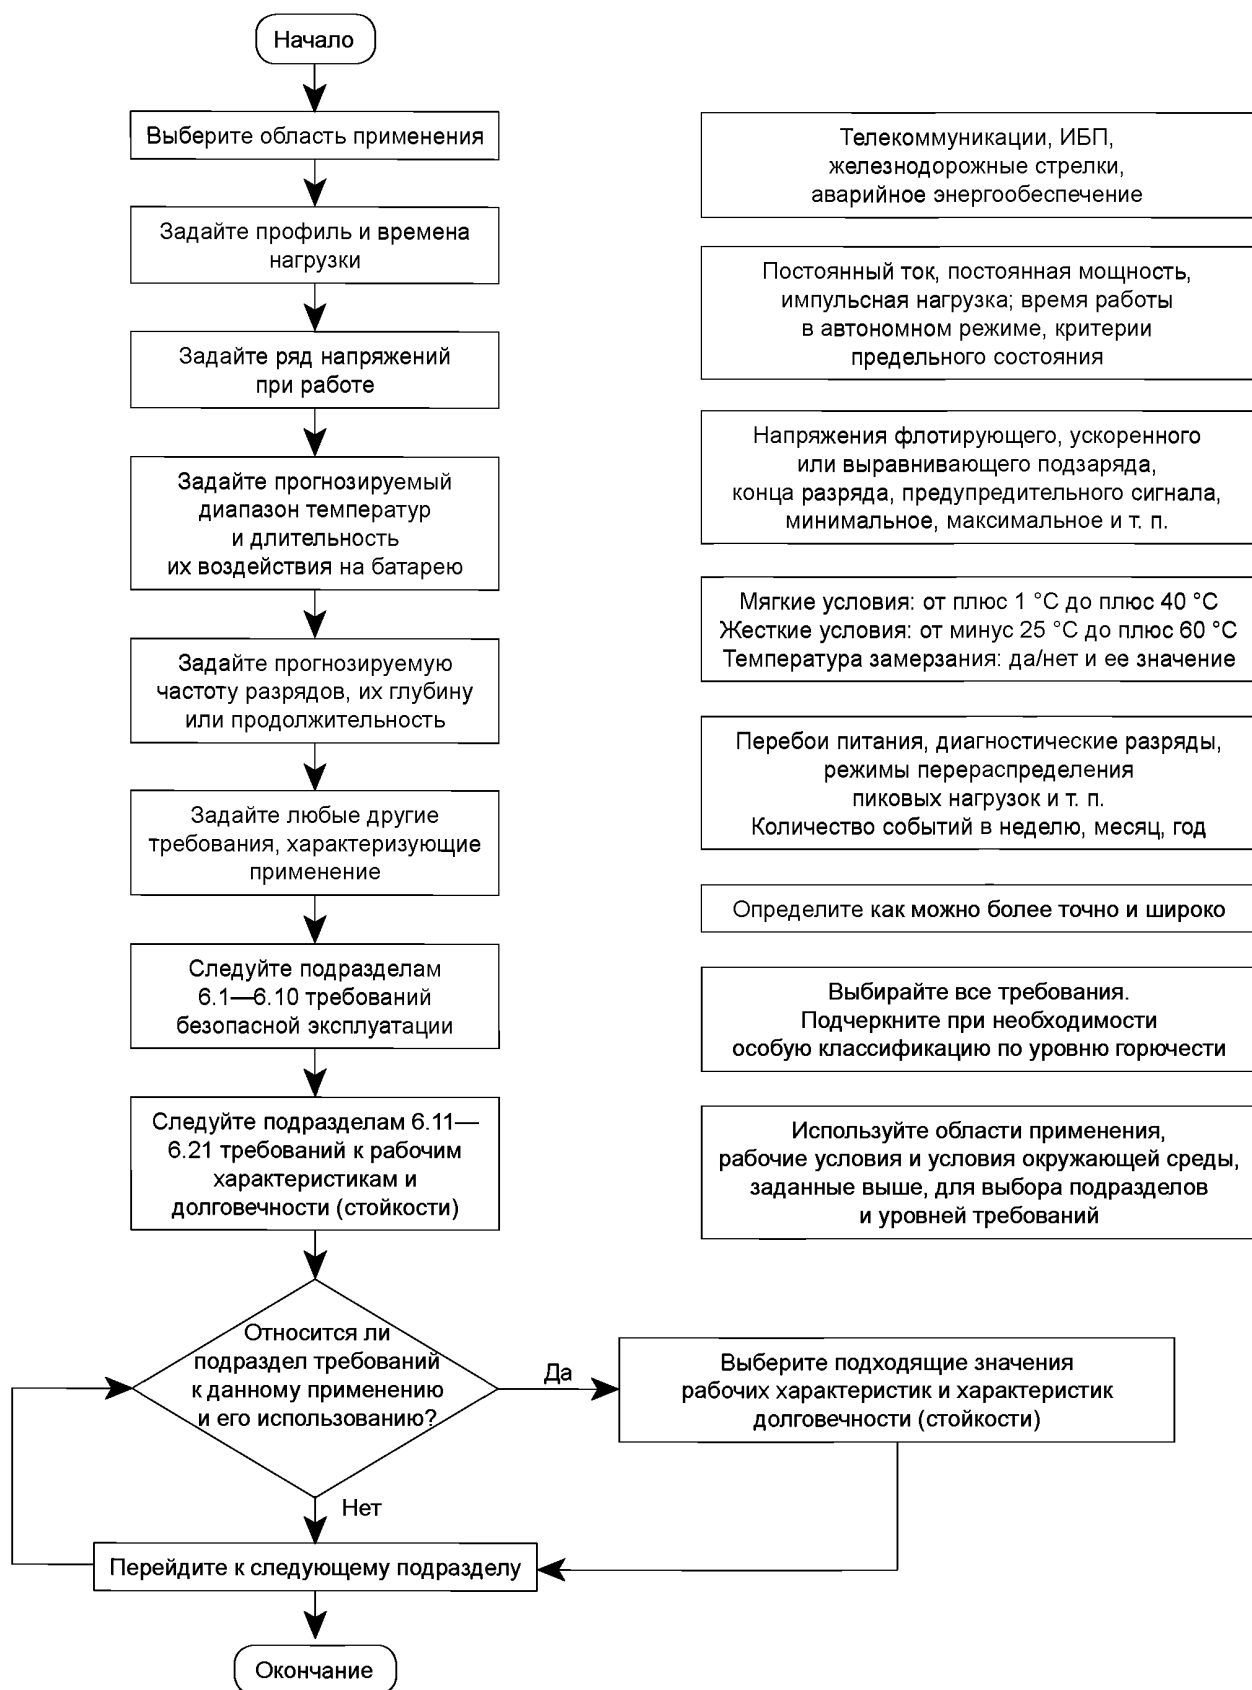 Начало
Выберите область применения
Телекоммуникации, ИБП,
железнодорожные стрелки,
аварийное энергообеспечение
Задайте профиль и времена
нагрузки
Постоянный ток, постоянная мощность,
импульсная нагрузка; время работы
в автономном режиме, критерии
предельного состояния
Задайте ряд напряжений
при работе
Напряжения флотирующего, ускоренного
или выравнивающего подзаряда,
конца разряда, предупредительного сигнала,
минимальное, максимальное и т. п.
Задайте прогнозируемый
диапазон температур
и длительность
их воздействия на батарею
Мягкие условия: от плюс 1 °С до плюс 40 °С
Жесткие условия: от минус 25 °С до плюс 60 °С
Температура замерзания: да/нет и ее значение
Задайте прогнозируемую
частоту разрядов, их глубину
или продолжительность
Перебои питания, диагностические разряды,
режимы перераспределения
пиковых нагрузок и т. п.
Количество событий в неделю, месяц, год
Задайте любые другие
требования, характеризующие
применение
Определите как можно более точно и широко
Следуйте подразделам
6.1—6.10 требований
безопасной эксплуатации
Выбирайте все требования.
Подчеркните при необходимости
особую классификацию по уровню горючести
Следуйте подразделам 6.11—
6.21 требований к рабочим
характеристикам и
долговечности (стойкости)
Используйте области применения,
рабочие условия и условия окружающей среды,
заданные выше, для выбора подразделов
и уровней требований
Относится ли
подраздел требований
к данному применению
и его использованию?
Да
Выберите подходящие значения
рабочих характеристик и характеристик
долговечности (стойкости)
Нет
Перейдите к следующему подразделу
Окончание